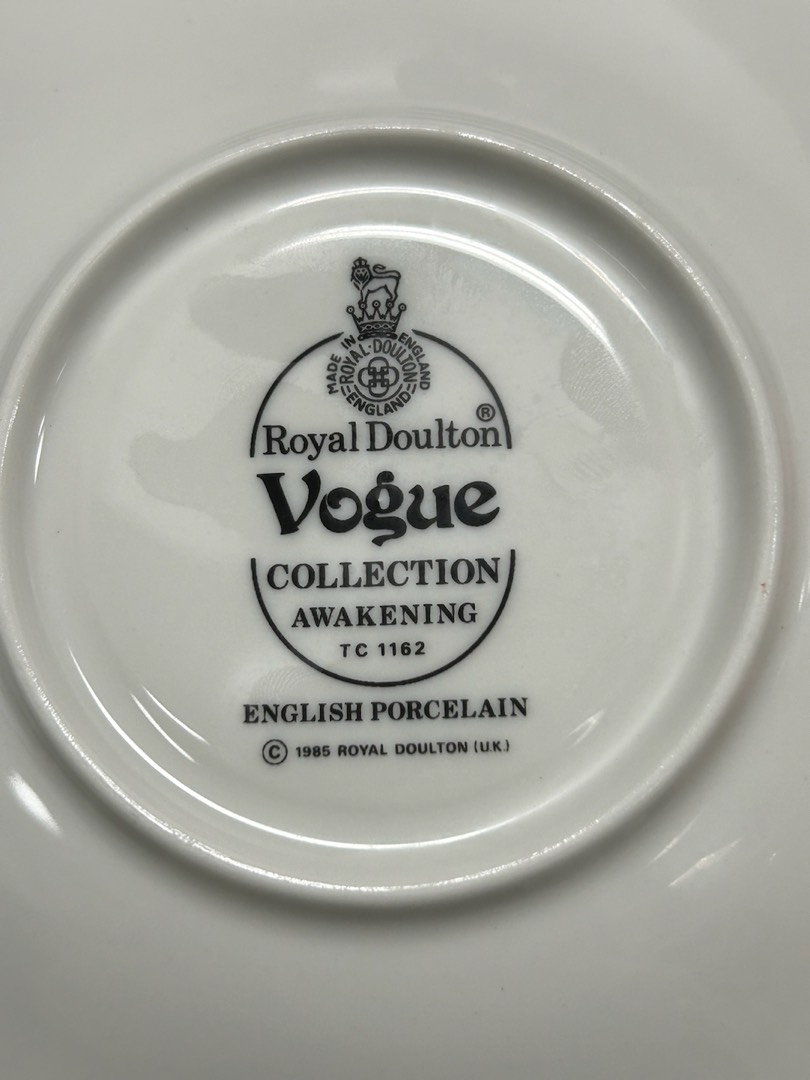 MADE IN ENGLAND
ROYAL·DOULTON
ENGLAND
Royal Doulton®
Vogue
COLLECTION
AWAKENING
TC 1162
ENGLISH PORCELAIN
© 1985 ROYAL DOULTON (U.K.)